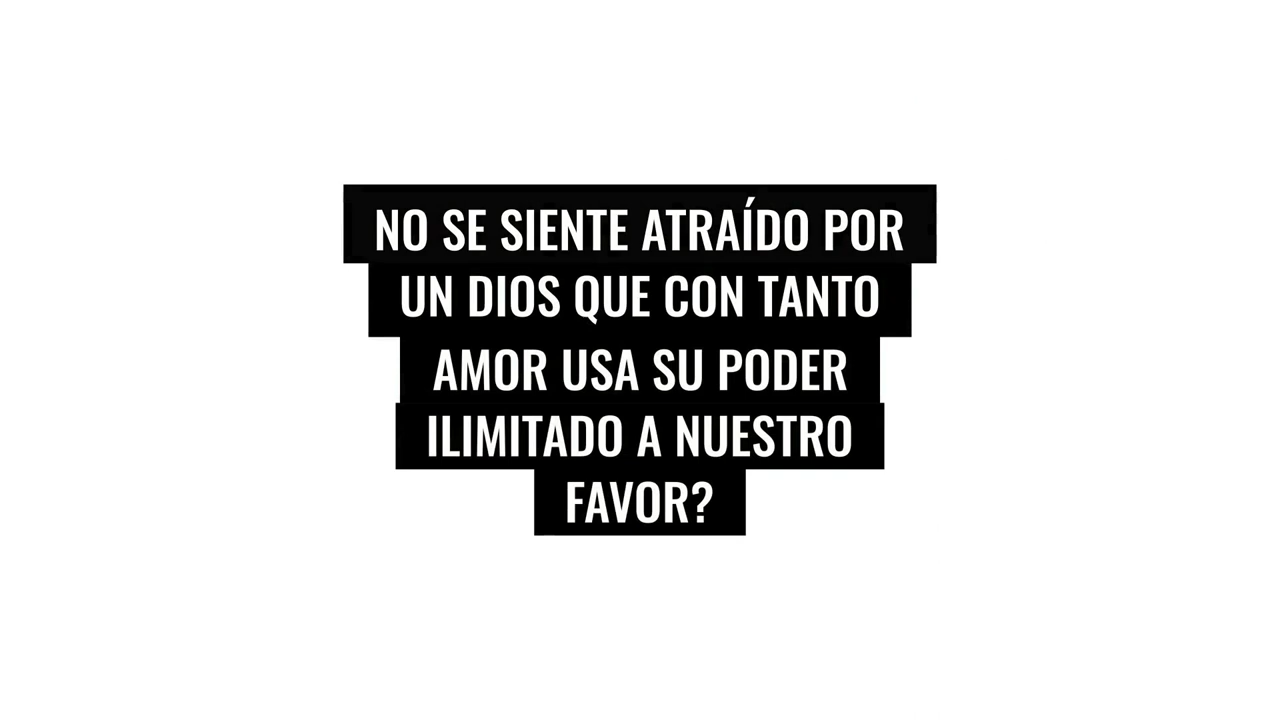 NO SE SIENTE ATRAÍDO POR
UN DIOS QUE CON TANTO
AMOR USA SU PODER
ILIMITADO A NUESTRO
FAVOR?